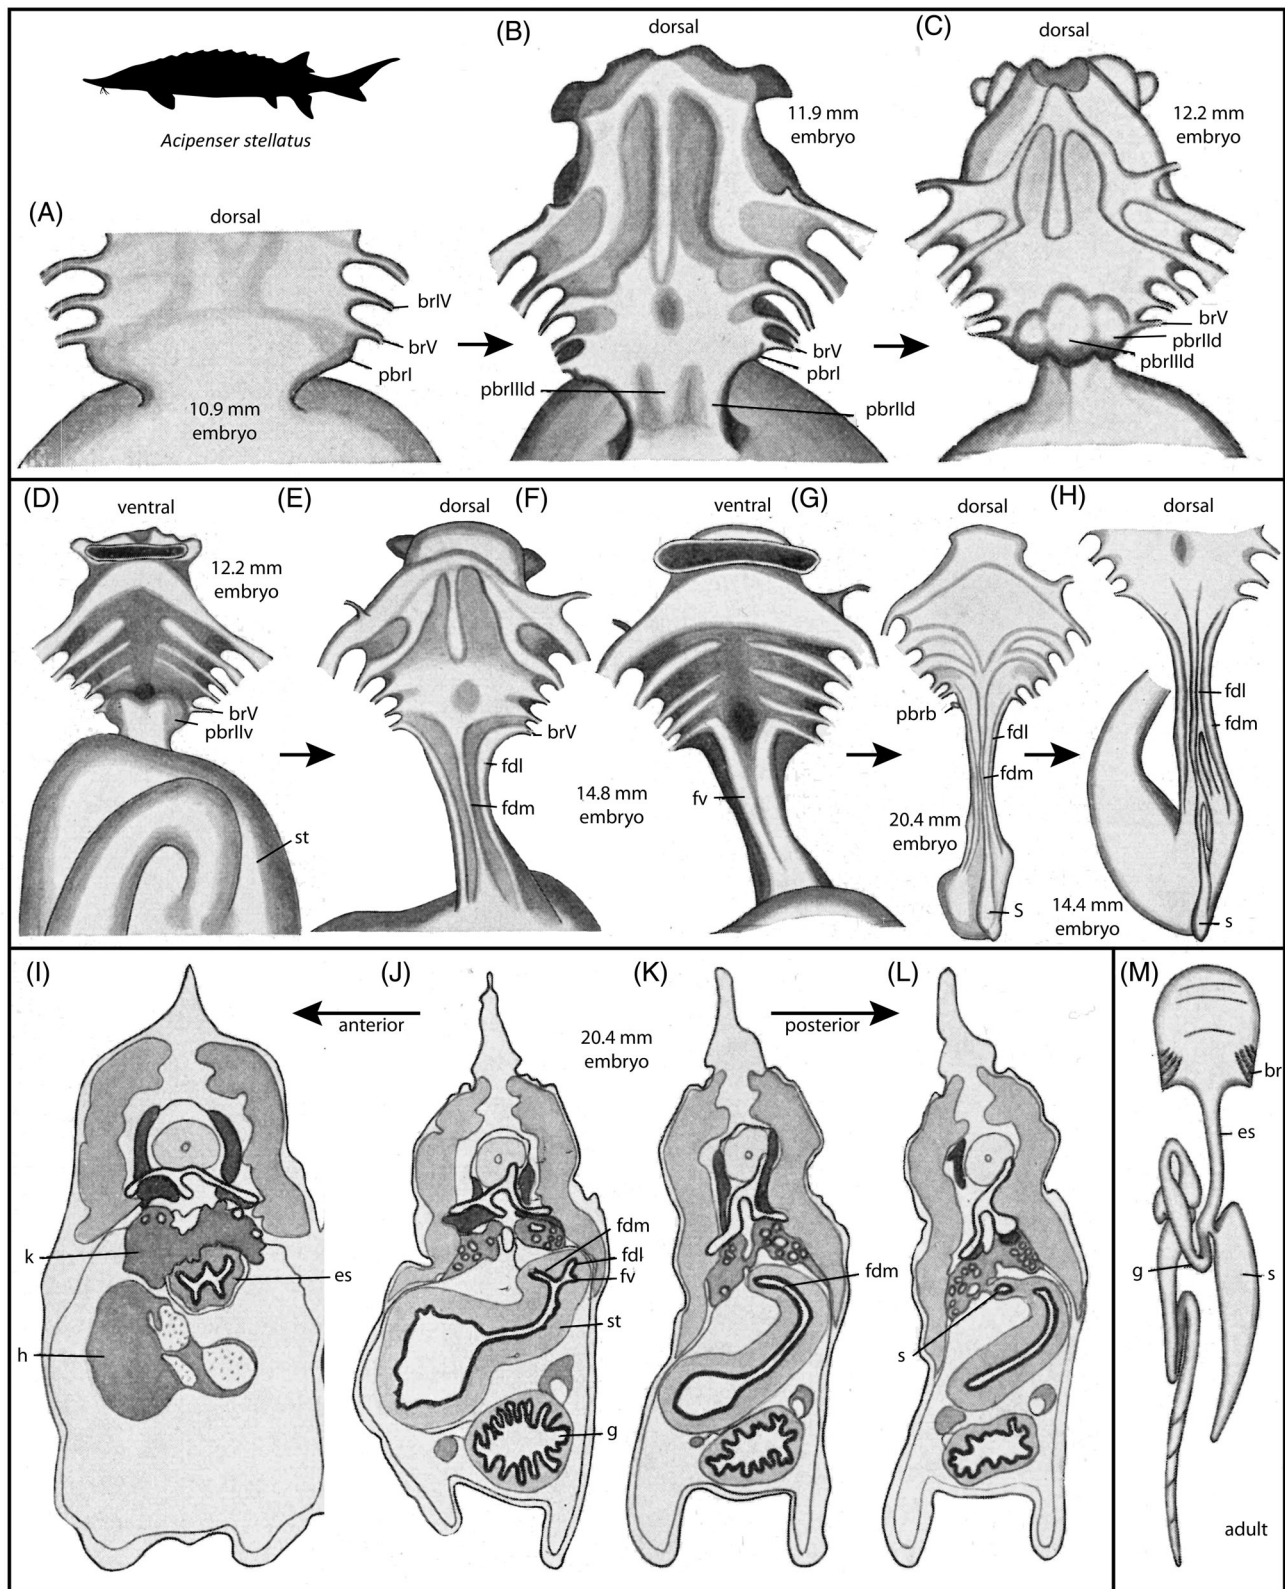 (A)
Acipenser stellatus
dorsal
brIV
brV
pbrI
10.9 mm
embryo
(B)
dorsal
11.9 mm
embryo
brV
pbrI
pbrIIId
pbrIId
(C)
dorsal
12.2 mm
embryo
brV
pbrIId
pbrIIId
(D)
ventral
12.2 mm
embryo
brV
pbrIIv
st
(E)
dorsal
brV
fdl
fdm
14.8 mm
embryo
(F)
ventral
fv
(G)
dorsal
pbrb
fdl
fdm
20.4 mm
embryo
S
(H)
dorsal
fdl
fdm
14.4 mm
embryo
s
(I)
k
es
h
anterior
(J)
20.4 mm
embryo
fdm
fdl
fv
st
g
(K)
posterior
fdm
(L)
s
(M)
br
es
g
s
adult